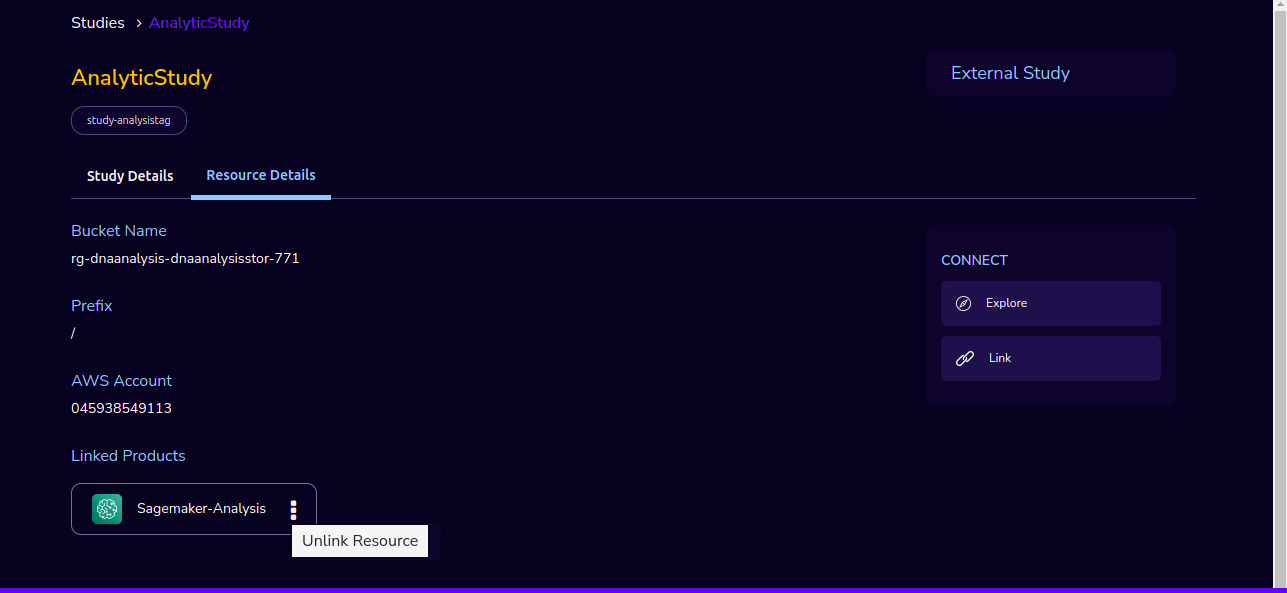 Studies > AnalyticStudy
AnalyticStudy
External Study
study-analysistag
Study Details
Resource Details
Bucket Name
rg-dnaanalysis-dnaanalysisstor-771
Prefix
/
AWS Account
045938549113
Linked Products
Sagemaker-Analysis
Unlink Resource
CONNECT
Explore
Link